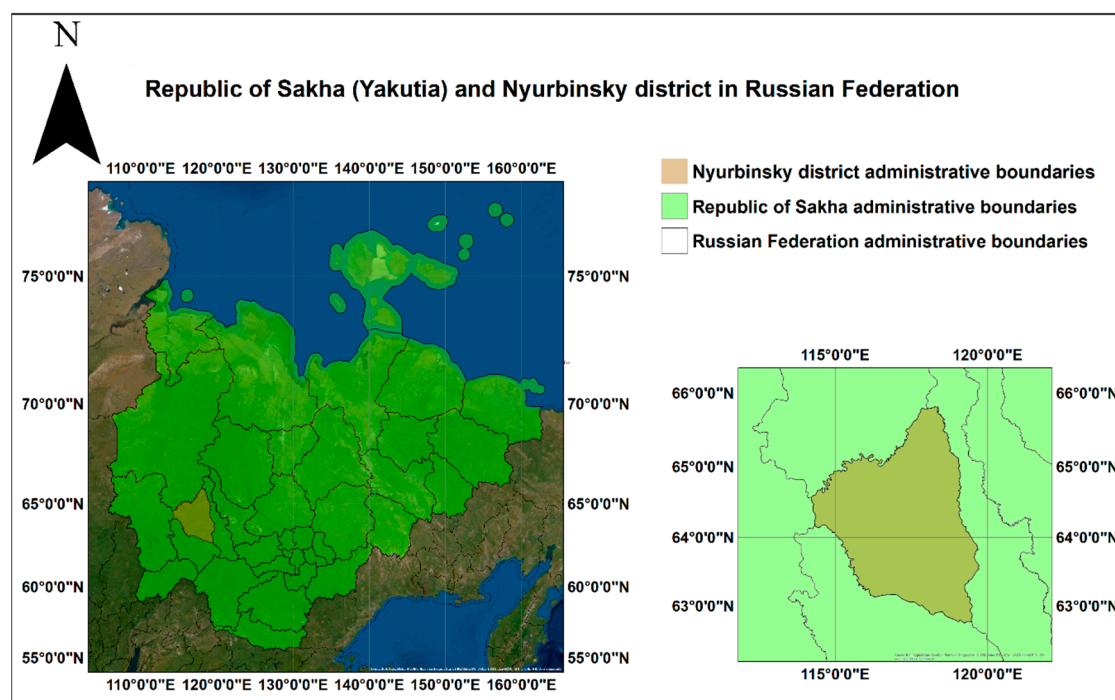 N
Republic of Sakha (Yakutia) and Nyurbinsky district in Russian Federation
110°0'0"E 120°0'0"E 130°0'0"E 140°0'0"E 150°0'0"E 160°0'0"E
Nyurbinsky district administrative boundaries
Republic of Sakha administrative boundaries
Russian Federation administrative boundaries
75°0'0"N 75°0'0"N
70°0'0"N 70°0'0"N
65°0'0"N 65°0'0"N
60°0'0"N 60°0'0"N
55°0'0"N 55°0'0"N
110°0'0"E 120°0'0"E 130°0'0"E 140°0'0"E 150°0'0"E 160°0'0"E
115°0'0"E 120°0'0"E
66°0'0"N 66°0'0"N
65°0'0"N 65°0'0"N
64°0'0"N 64°0'0"N
63°0'0"N 63°0'0"N
115°0'0"E 120°0'0"E